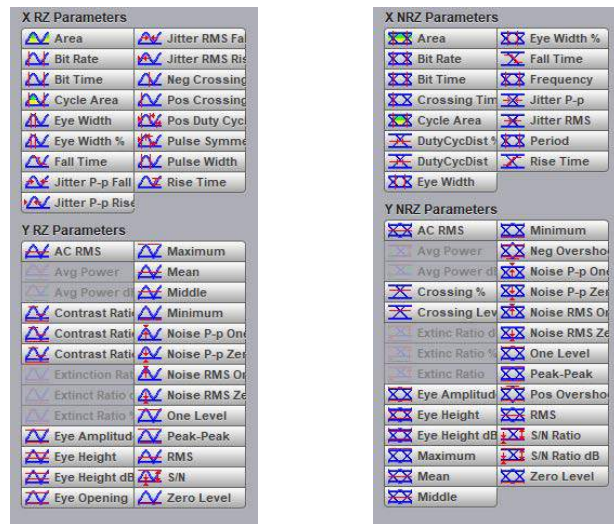 X RZ Parameters
Area
Jitter RMS Fal
Bit Rate
Jitter RMS Ris
Bit Time
Neg Crossing
Cycle Area
Pos Crossing
Eye Width
Pos Duty Cycl
Eye Width %
Pulse Symme
Fall Time
Pulse Width
Jitter P-p Fall
Rise Time
Jitter P-p Rise
Y RZ Parameters
AC RMS
Maximum
Avg Power
Mean
Avg Power dB
Middle
Contrast Ratio
Minimum
Contrast Ratio
Noise P-p One
Contrast Ratio
Noise P-p Zer
Extinction Rat
Noise RMS On
Extinct Ratio d
Noise RMS Ze
Extinct Ratio %
One Level
Eye Amplitud
Peak-Peak
Eye Height
RMS
Eye Height dB
S/N
Eye Opening
Zero Level
X NRZ Parameters
Area
Eye Width %
Bit Rate
Fall Time
Bit Time
Frequency
Crossing Tim
Jitter P-p
Cycle Area
Jitter RMS
DutyCycDist %
Period
DutyCycDist
Rise Time
Eye Width
Y NRZ Parameters
AC RMS
Minimum
Avg Power
Neg Oversho
Avg Power dB
Noise P-p One
Crossing %
Noise P-p Zer
Crossing Lev
Noise RMS On
Extinc Ratio d
Noise RMS Ze
Extinc Ratio %
One Level
Extinc Ratio
Peak-Peak
Eye Amplitud
Pos Oversho
Eye Height
RMS
Eye Height dB
S/N Ratio
Maximum
S/N Ratio dB
Mean
Zero Level
Middle